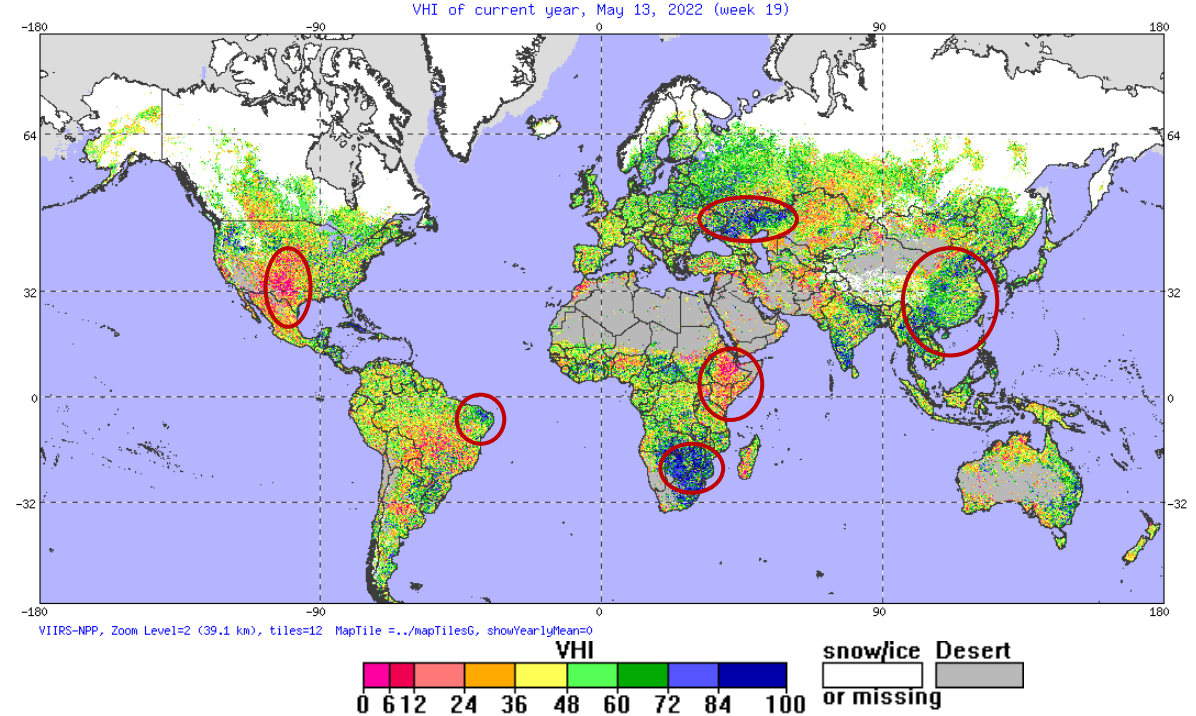 VHI of current year, May 13, 2022 (week 19)
-180 -90 0 90 180
64 64
32 32
0 0
-32 -32
-180 -90 0 90 180
VIIRS-NPP, Zoom Level=2 (39.1 km), tiles=12 MapTile =../mapTilesG, showYearlyMean=0
VHI snow/ice Desert
0 6 12 24 36 48 60 72 84 100 or missing